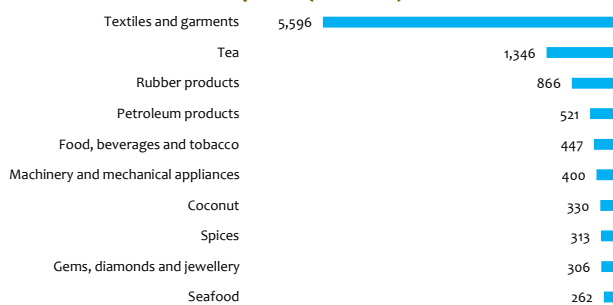 Textiles and garments 5,596
Tea 1,346
Rubber products 866
Petroleum products 521
Food, beverages and tobacco 447
Machinery and mechanical appliances 400
Coconut 330
Spices 313
Gems, diamonds and jewellery 306
Seafood 262